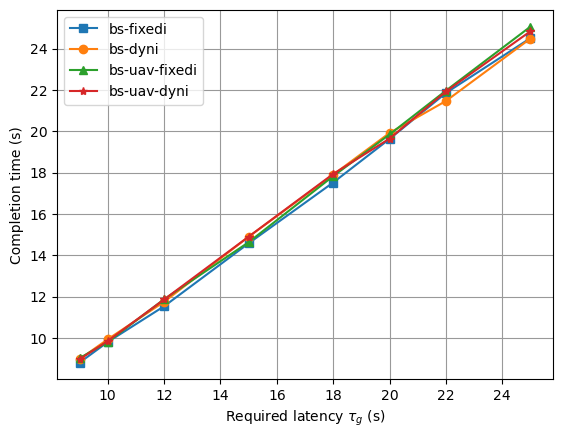 bs-fixedi
bs-dyni
bs-uav-fixedi
bs-uav-dyni
Completion time (s)
24
22
20
18
16
14
12
10
10 12 14 16 18 20 22 24
Required latency τg (s)